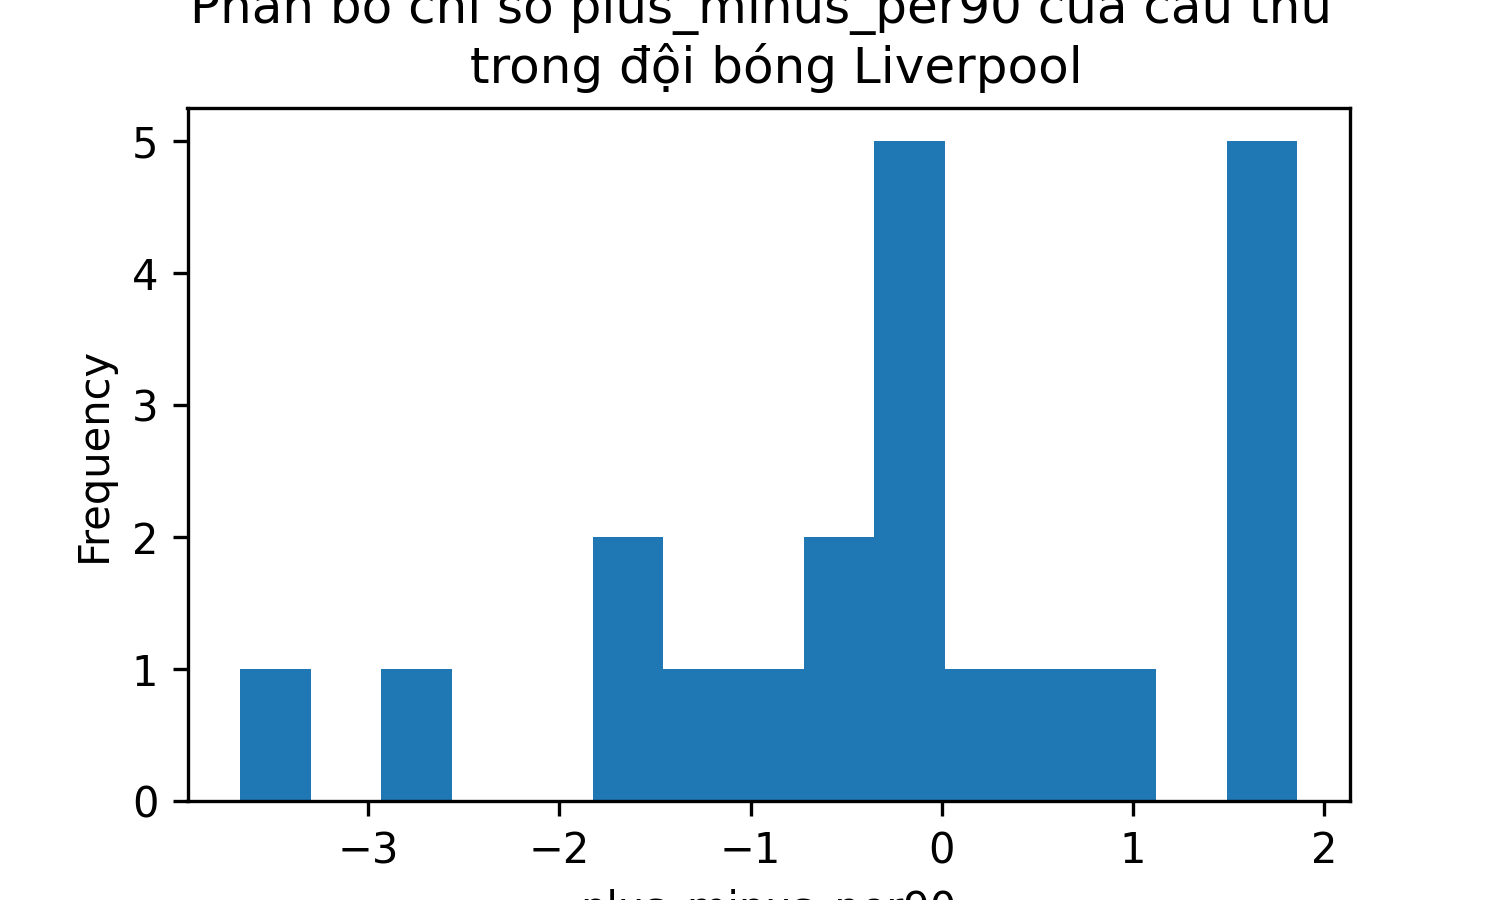 Phân bố chỉ số plus_minus_per90 của cầu thủ
trong đội bóng Liverpool
5
4
3
2
1
0
Frequency
−3 −2 −1 0 1 2
plus_minus_per90